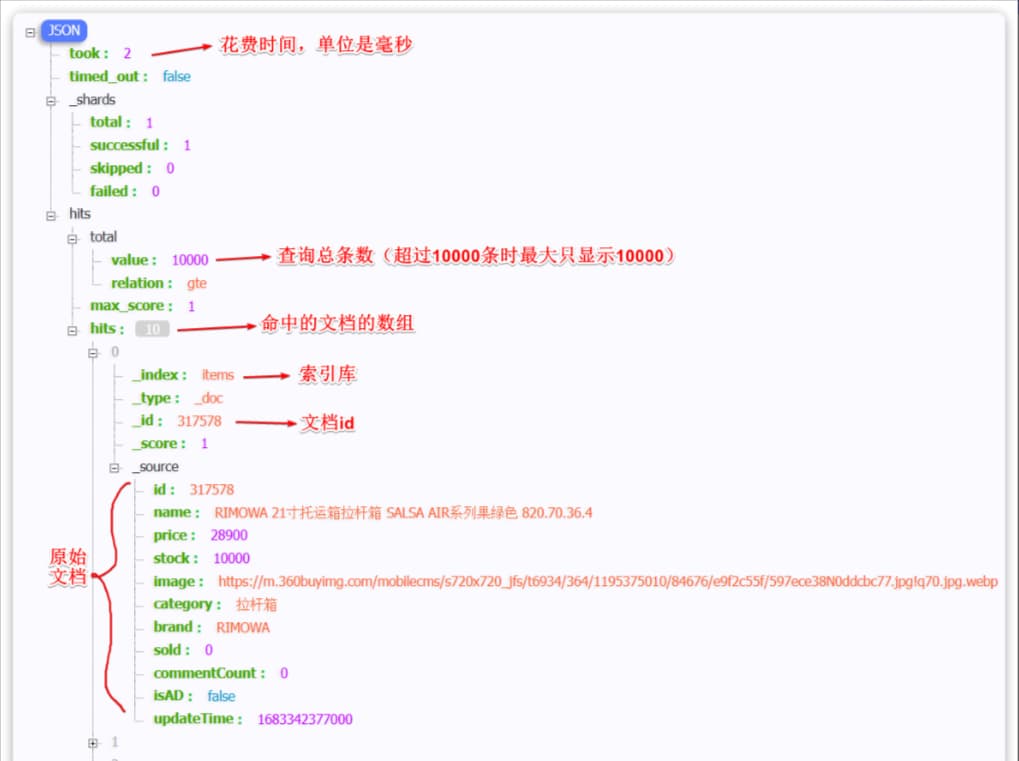 JSON
took : 2 花费时间，单位是毫秒
timed_out : false
_shards
total : 1
successful : 1
skipped : 0
failed : 0
hits
total
value : 10000 查询总条数（超过10000条时最大只显示10000）
relation : gte
max_score : 1
hits : 10 命中的文档的数组
0
_index : items 索引库
_type : _doc
_id : 317578 文档id
_score : 1
_source
id : 317578
name : RIMOWA 21寸托运箱拉杆箱 SALSA AIR系列果绿色 820.70.36.4
price : 28900
stock : 10000
原始
文档
image : https://m.360buyimg.com/mobilecms/s720x720_jfs/t6934/364/1195375010/84676/e9f2c55f/597ece38N0ddcbc77.jpg!q70.jpg.webp
category : 拉杆箱
brand : RIMOWA
sold : 0
commentCount : 0
isAD : false
updateTime : 1683342377000
1